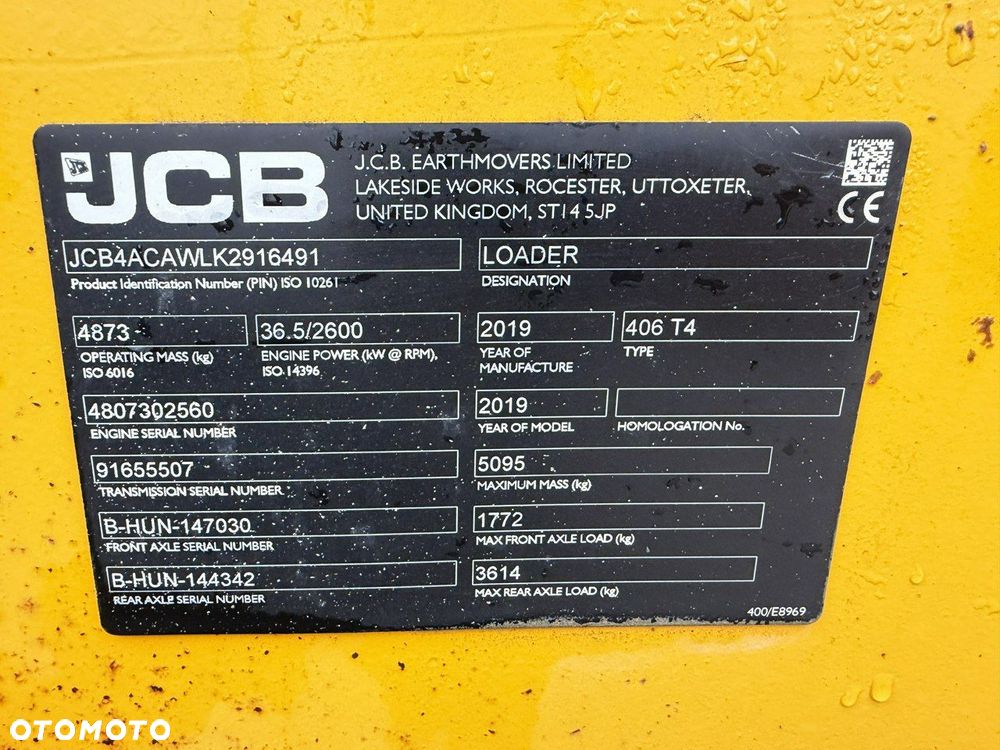 JCB
J.C.B. EARTHMOVERS LIMITED
LAKESIDE WORKS, ROCESTER, UTTOXETER,
UNITED KINGDOM, ST14 5JP
CE
JCB4ACAWLK2916491
Product Identification Number (PIN) ISO 10261
LOADER
DESIGNATION
4873
OPERATING MASS (kg)
ISO 6016
36.5/2600
ENGINE POWER (kW @ RPM),
ISO 14396
2019
YEAR OF
MANUFACTURE
406 T4
TYPE
4807302560
ENGINE SERIAL NUMBER
2019
YEAR OF MODEL
HOMOLOGATION No.
91655507
TRANSMISSION SERIAL NUMBER
5095
MAXIMUM MASS (kg)
B-HUN-147030
FRONT AXLE SERIAL NUMBER
1772
MAX FRONT AXLE LOAD (kg)
B-HUN-144342
REAR AXLE SERIAL NUMBER
3614
MAX REAR AXLE LOAD (kg)
400/E8969
OTOMOTO